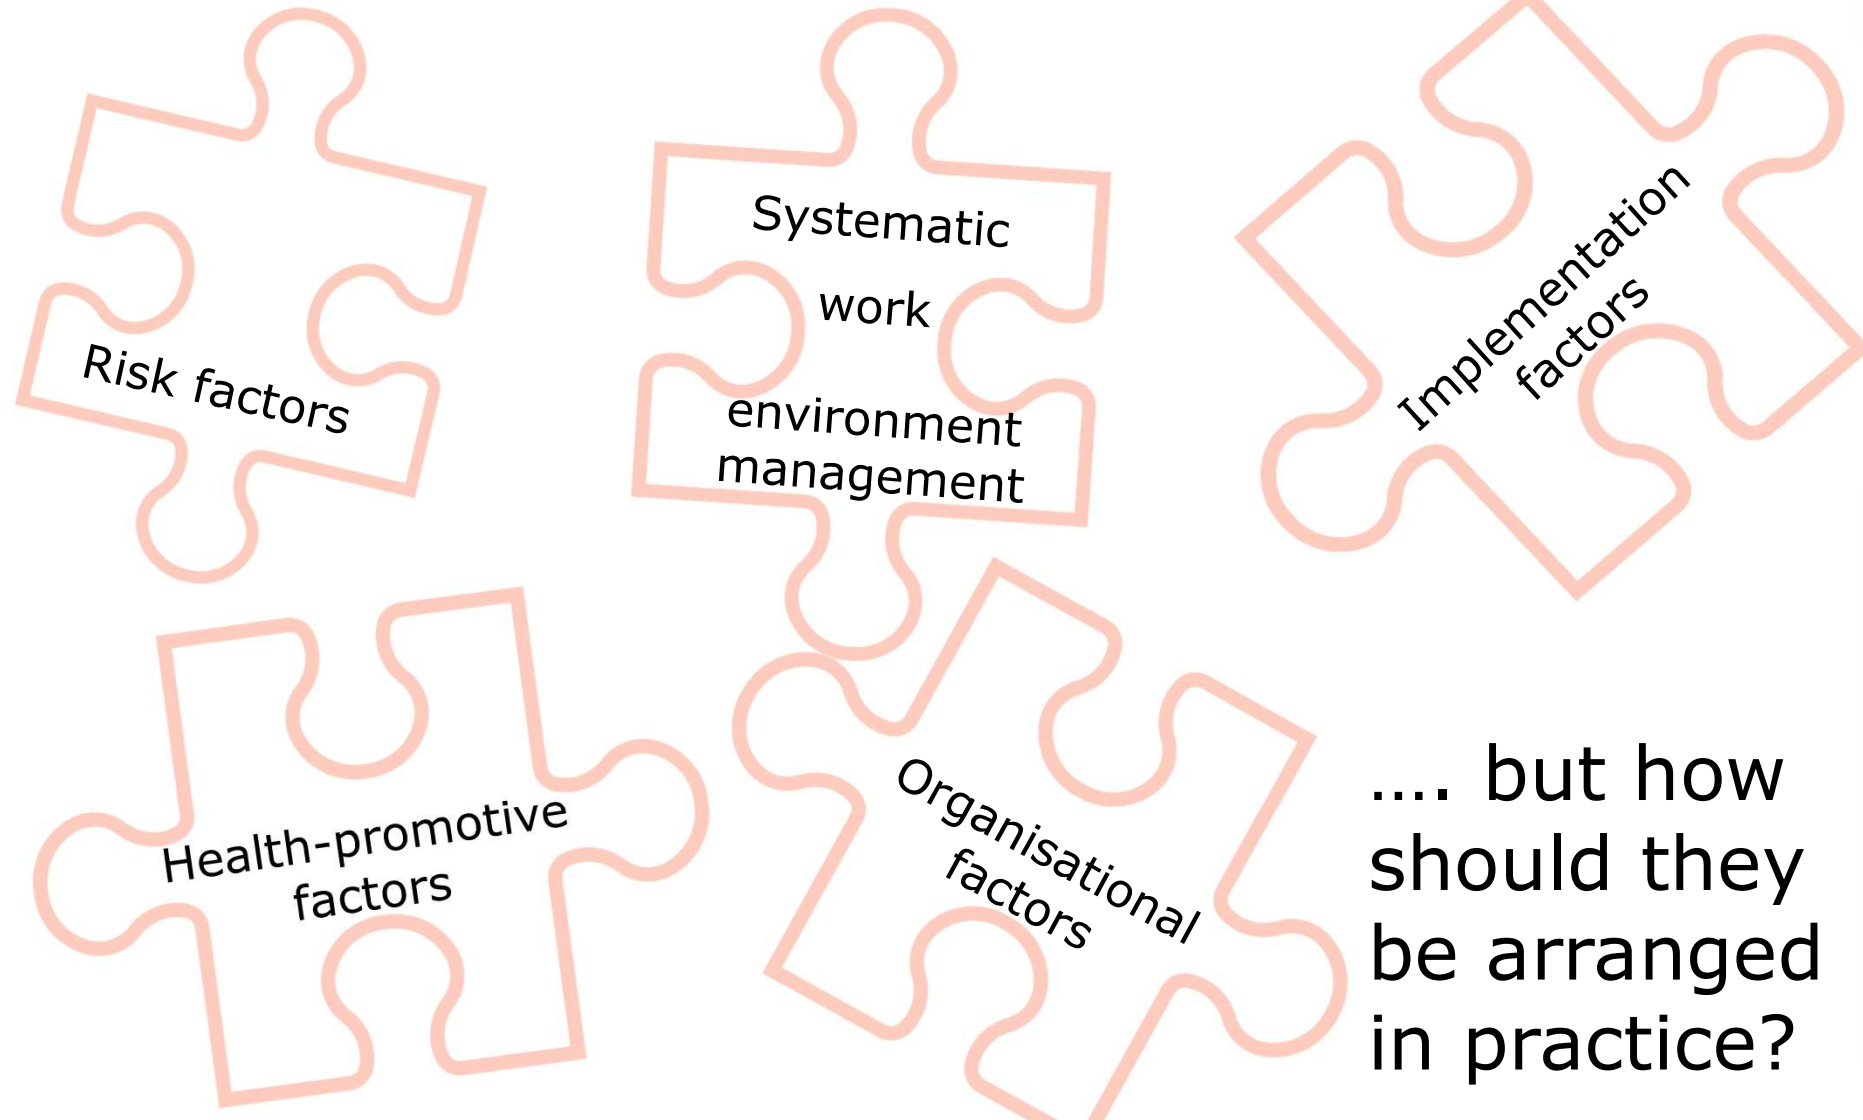 Risk factors
Systematic
work
environment
management
Implementation
factors
Health-promotive
factors
Organisational
factors
.... but how
should they
be arranged
in practice?